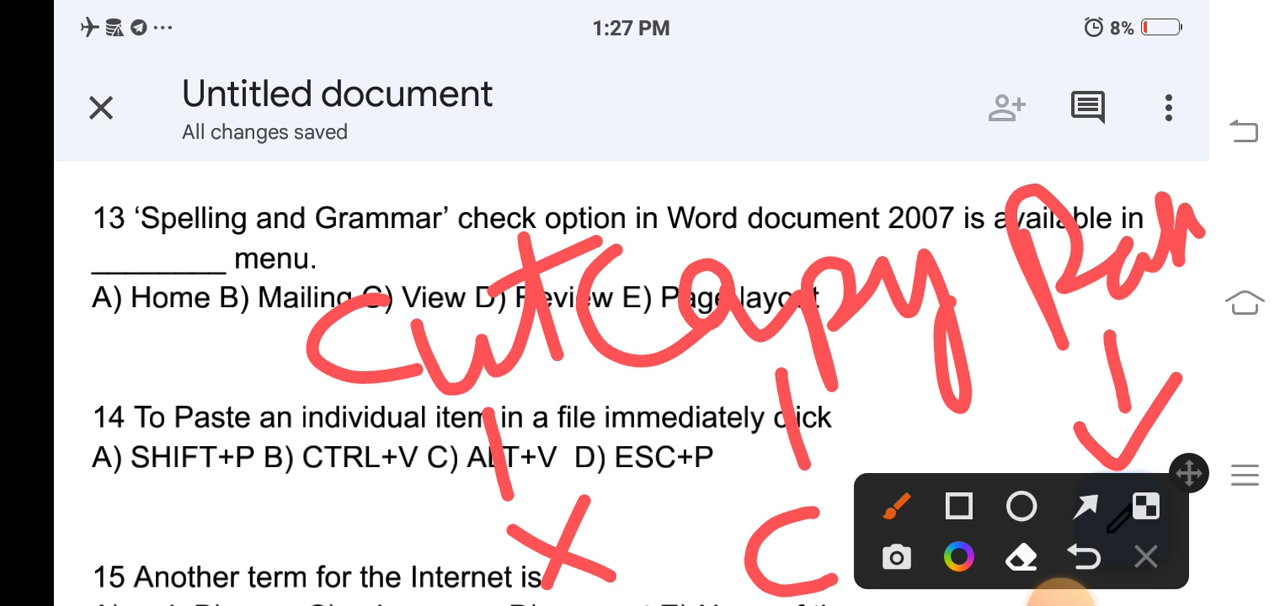 1:27 PM
8%
Untitled document
All changes saved
13 ‘Spelling and Grammar’ check option in Word document 2007 is available in
________ menu.
A) Home B) Mailing C) View D) Review E) Page layout
Cut Copy
14 To Paste an individual item in a file immediately click
A) SHIFT+P B) CTRL+V C) ALT+V D) ESC+P
X C V
15 Another term for the Internet is